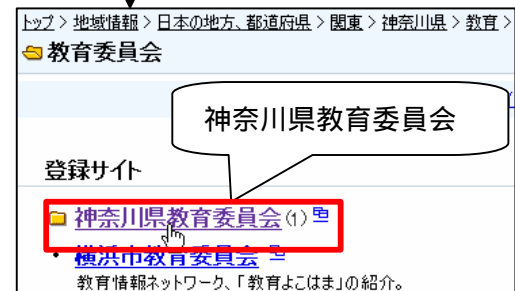 トップ > 地域情報 > 日本の地方、都道府県 > 関東 > 神奈川県 > 教育 >
教育委員会
神奈川県教育委員会
登録サイト
神奈川県教育委員会(1)
・横浜市教育委員会
教育情報ネットワーク、「教育よこはま」の紹介。